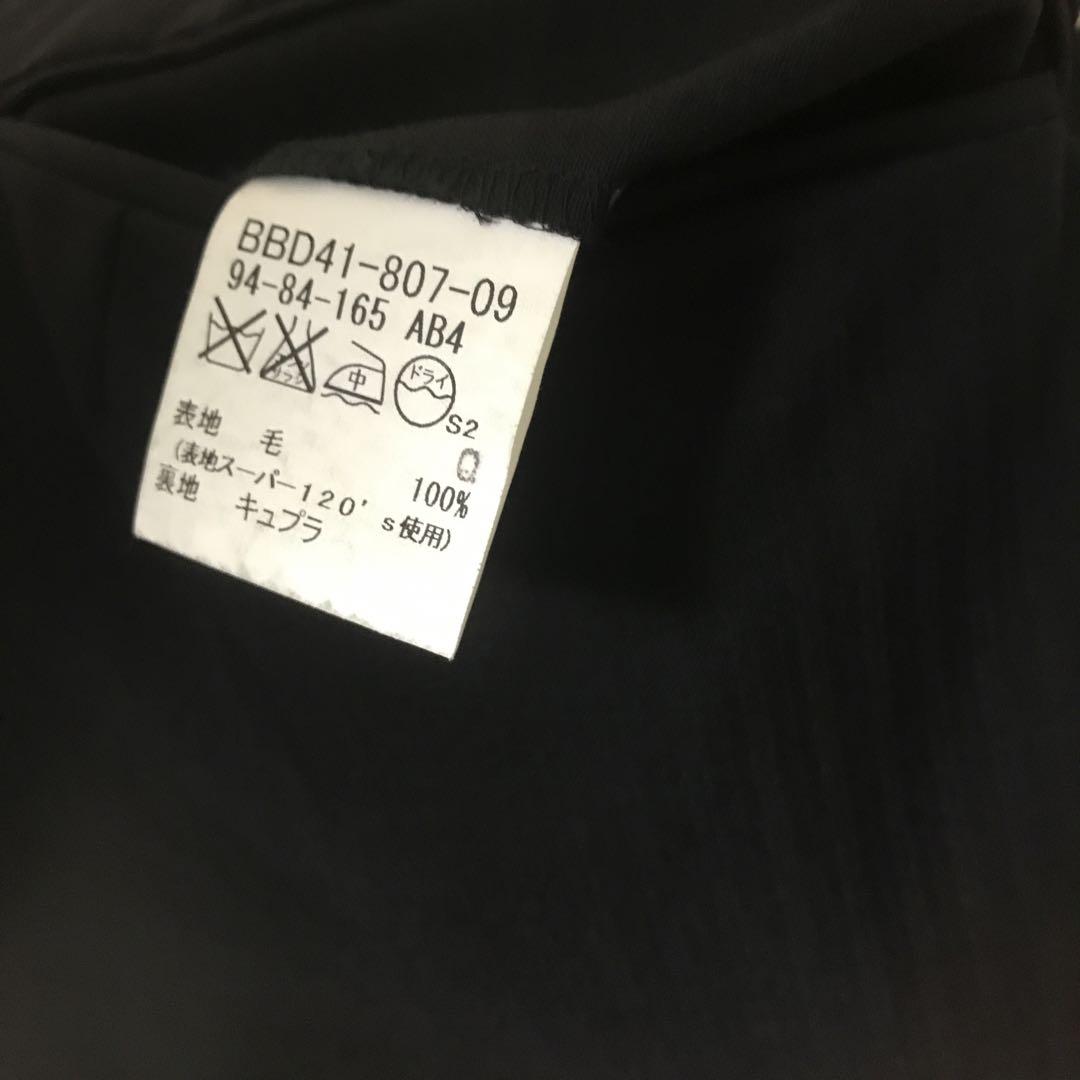 BBD41-807-09
94-84-165 AB4
中 ドライ
S2
表地 毛 100%
(表地スーパー120's使用)
裏地 キュプラ